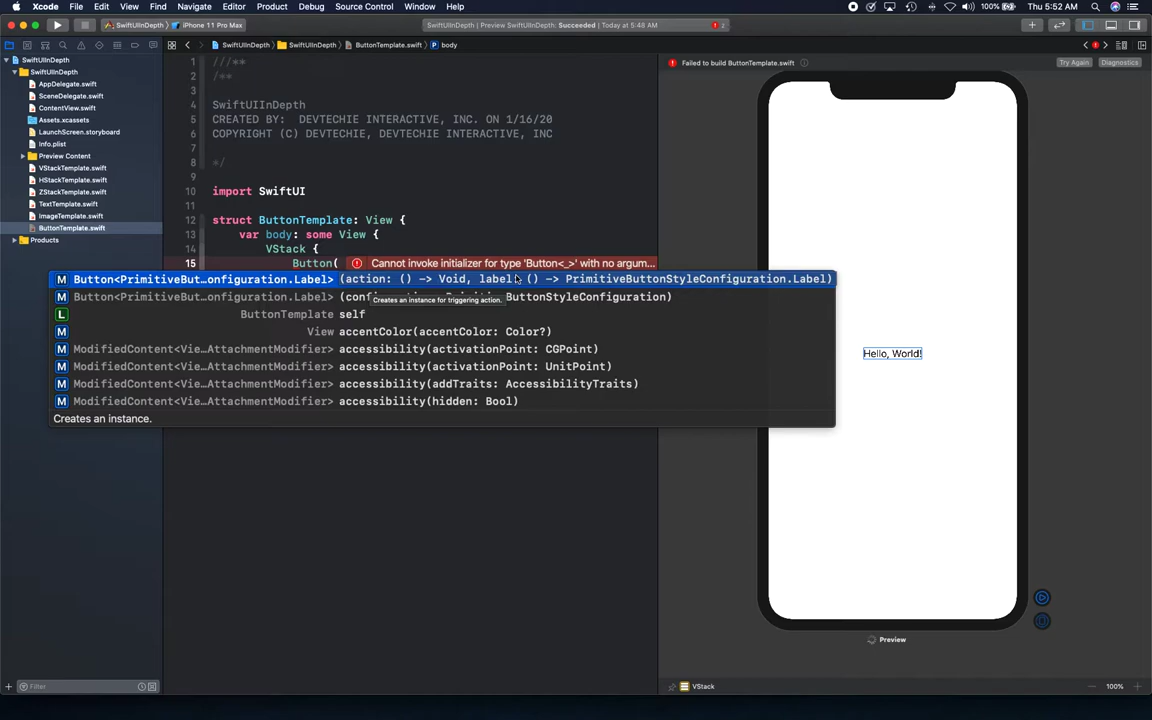 Xcode File Edit View Find Navigate Editor Product Debug Source Control Window Help 100% Thu 5:52 AM
SwiftUIInDepth iPhone 11 Pro Max SwiftUIInDepth | Preview SwiftUIInDepth: Succeeded | Today at 5:48 AM 2
SwiftUIInDepth SwiftUIInDepth ButtonTemplate.swift body
SwiftUIInDepth
SwiftUIInDepth
AppDelegate.swift
SceneDelegate.swift
ContentView.swift
Assets.xcassets
LaunchScreen.storyboard
Info.plist
Preview Content
VStackTemplate.swift
HStackTemplate.swift
ZStackTemplate.swift
TextTemplate.swift
ImageTemplate.swift
ButtonTemplate.swift
Products
Filter
1 ///**
2 /**
3
4 SwiftUIInDepth
5 CREATED BY: DEVTECHIE INTERACTIVE, INC. ON 1/16/20
6 COPYRIGHT (C) DEVTECHIE, DEVTECHIE INTERACTIVE, INC
7
8 */
9
10 import SwiftUI
11
12 struct ButtonTemplate: View {
13 var body: some View {
14 VStack {
15 Button( Cannot invoke initializer for type 'Button<_>' with no argum...
M Button<PrimitiveBut...onfiguration.Label> (action: () -> Void, label: () -> PrimitiveButtonStyleConfiguration.Label)
M Button<PrimitiveBut...onfiguration.Label> ButtonStyleConfiguration)
Creates an instance for triggering action.
L ButtonTemplate self
M View accentColor(accentColor: Color?)
M ModifiedContent<Vie...AttachmentModifier> accessibility(activationPoint: CGPoint)
M ModifiedContent<Vie...AttachmentModifier> accessibility(activationPoint: UnitPoint)
M ModifiedContent<Vie...AttachmentModifier> accessibility(addTraits: AccessibilityTraits)
M ModifiedContent<Vie...AttachmentModifier> accessibility(hidden: Bool)
Creates an instance.
Failed to build ButtonTemplate.swift Try Again Diagnostics
Hello, World!
Preview
VStack 100%